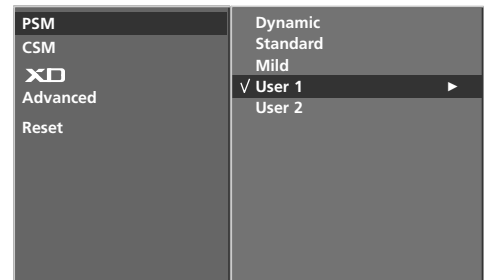 PSM
CSM
XD
Advanced
Reset
Dynamic
Standard
Mild
√ User 1 ►
User 2